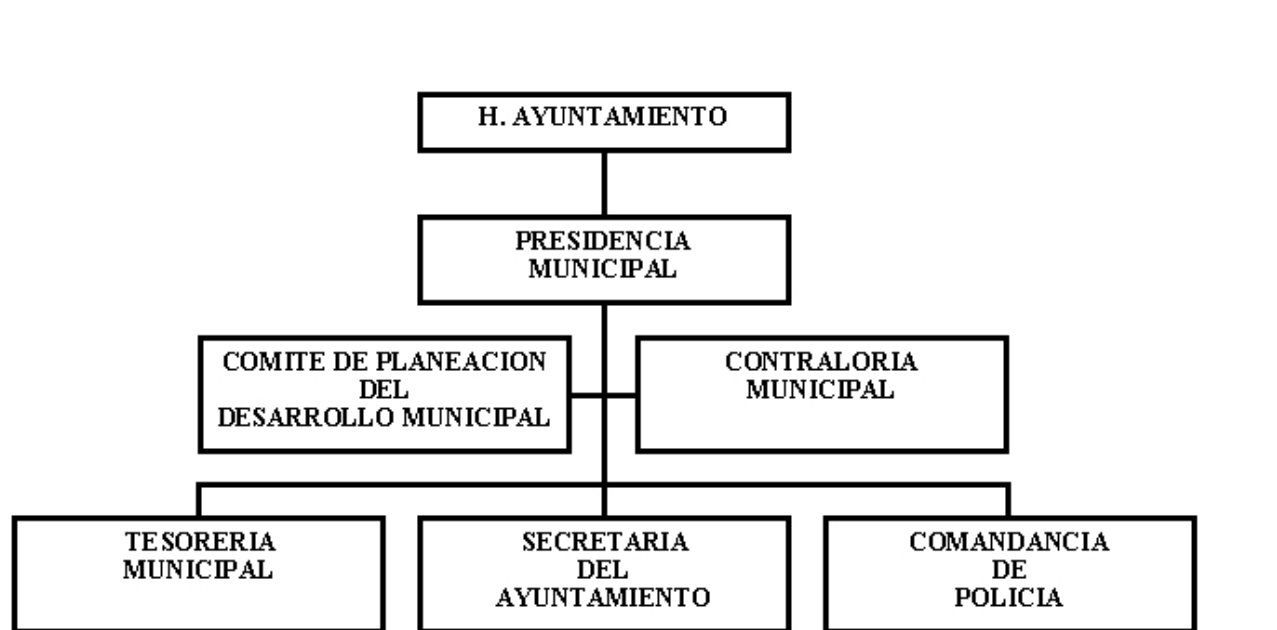 H. AYUNTAMIENTO
PRESIDENCIA
MUNICIPAL
COMITE DE PLANEACION
DEL
DESARROLLO MUNICIPAL
CONTRALORIA
MUNICIPAL
TESORERIA
MUNICIPAL
SECRETARIA
DEL
AYUNTAMIENTO
COMANDANCIA
DE
POLICIA